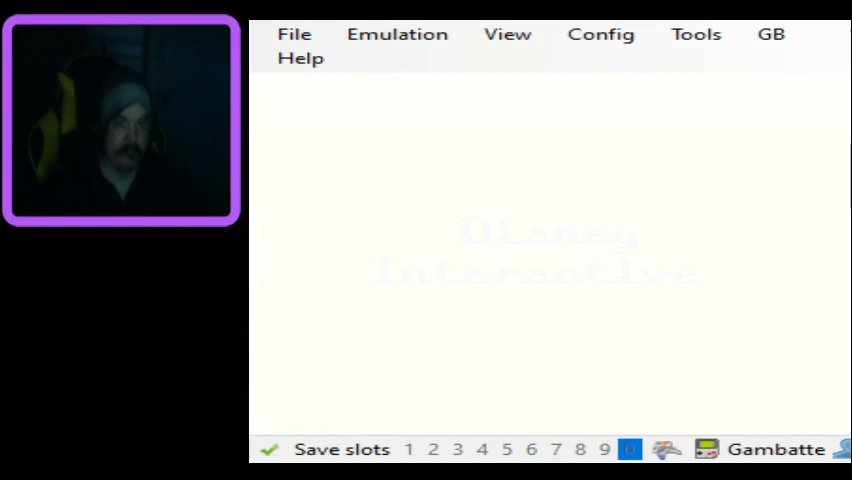 File Emulation View Config Tools GB
Help
Disney
Interactive
Save slots 1 2 3 4 5 6 7 8 9 0 Gambatte